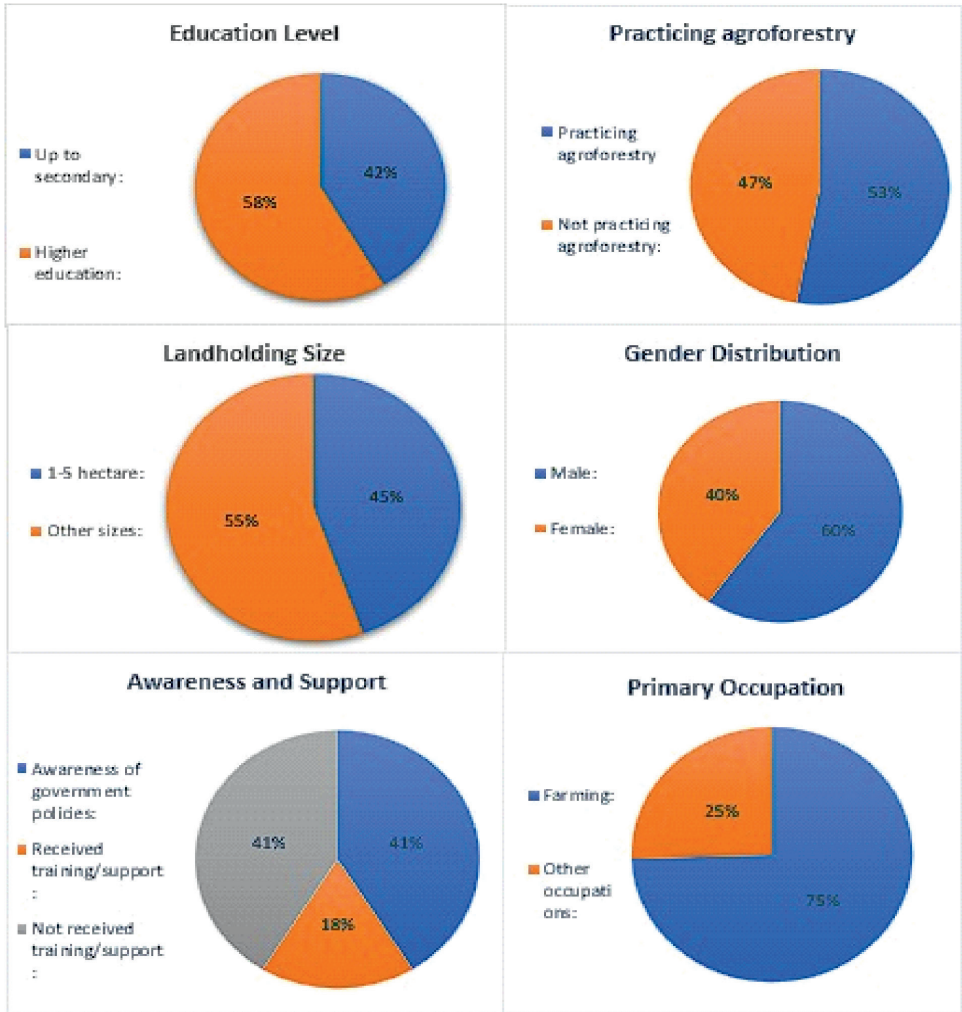 Education Level
Up to
secondary:
Higher
education:
42%
58%
Practicing agroforestry
Practicing
agroforestry
Not practicing
agroforestry:
47%
53%
Landholding Size
1-5 hectare:
Other sizes:
55%
45%
Gender Distribution
Male:
Female:
40%
60%
Awareness and Support
Awareness of
government
policies:
Received
training/support
:
Not received
training/support
:
41%
41%
18%
Primary Occupation
Farming:
Other
occupati
ons:
25%
75%